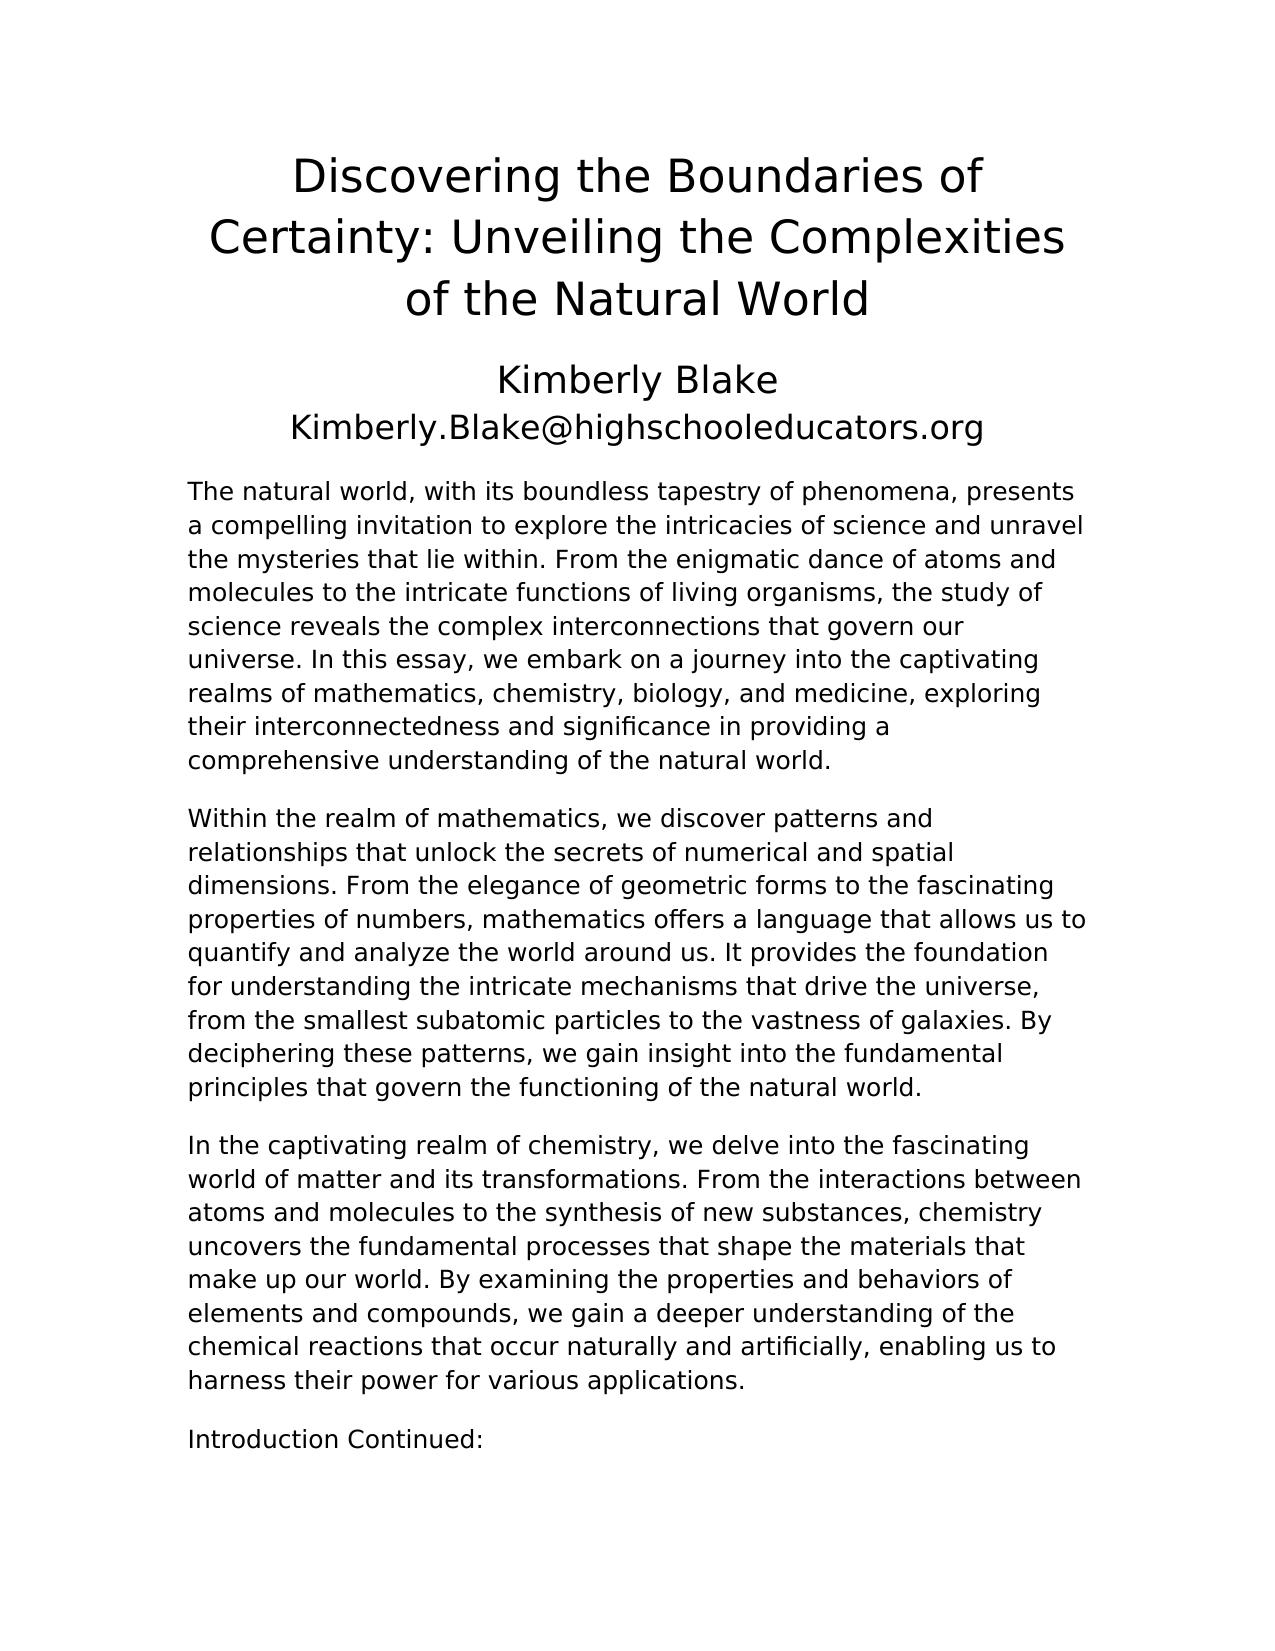 Discovering the Boundaries of
Certainty: Unveiling the Complexities
of the Natural World
Kimberly Blake
Kimberly.Blake@highschooleducators.org
The natural world, with its boundless tapestry of phenomena, presents
a compelling invitation to explore the intricacies of science and unravel
the mysteries that lie within. From the enigmatic dance of atoms and
molecules to the intricate functions of living organisms, the study of
science reveals the complex interconnections that govern our
universe. In this essay, we embark on a journey into the captivating
realms of mathematics, chemistry, biology, and medicine, exploring
their interconnectedness and significance in providing a
comprehensive understanding of the natural world.
Within the realm of mathematics, we discover patterns and
relationships that unlock the secrets of numerical and spatial
dimensions. From the elegance of geometric forms to the fascinating
properties of numbers, mathematics offers a language that allows us to
quantify and analyze the world around us. It provides the foundation
for understanding the intricate mechanisms that drive the universe,
from the smallest subatomic particles to the vastness of galaxies. By
deciphering these patterns, we gain insight into the fundamental
principles that govern the functioning of the natural world.
In the captivating realm of chemistry, we delve into the fascinating
world of matter and its transformations. From the interactions between
atoms and molecules to the synthesis of new substances, chemistry
uncovers the fundamental processes that shape the materials that
make up our world. By examining the properties and behaviors of
elements and compounds, we gain a deeper understanding of the
chemical reactions that occur naturally and artificially, enabling us to
harness their power for various applications.
Introduction Continued: